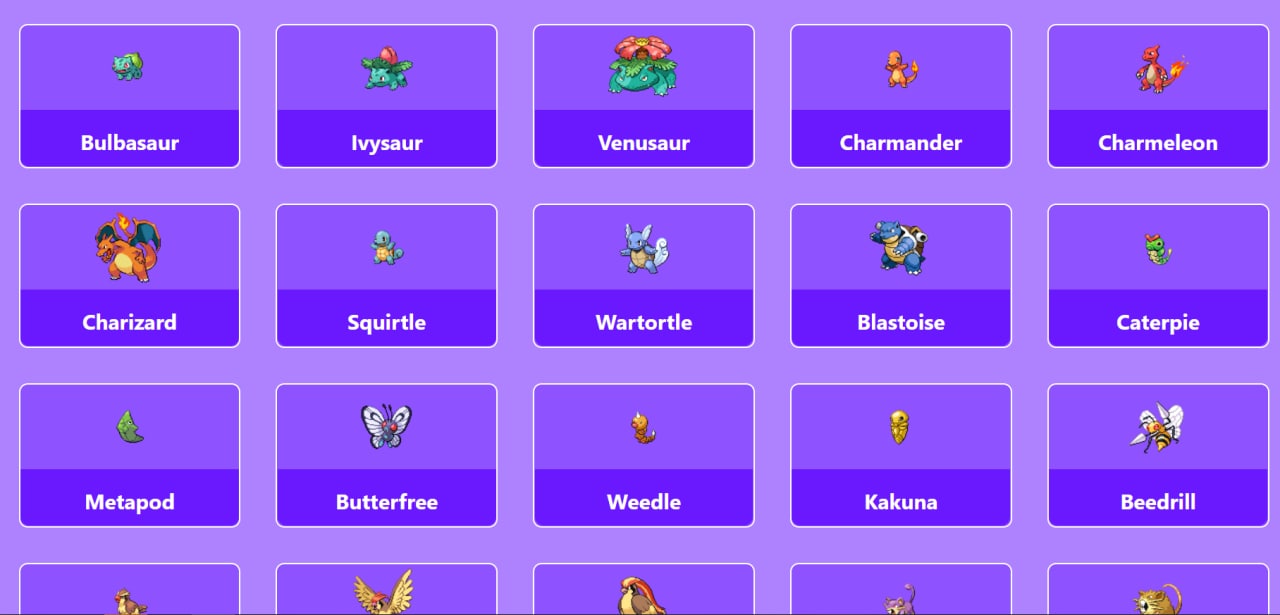 Bulbasaur
Ivysaur
Venusaur
Charmander
Charmeleon
Charizard
Squirtle
Wartortle
Blastoise
Caterpie
Metapod
Butterfree
Weedle
Kakuna
Beedrill